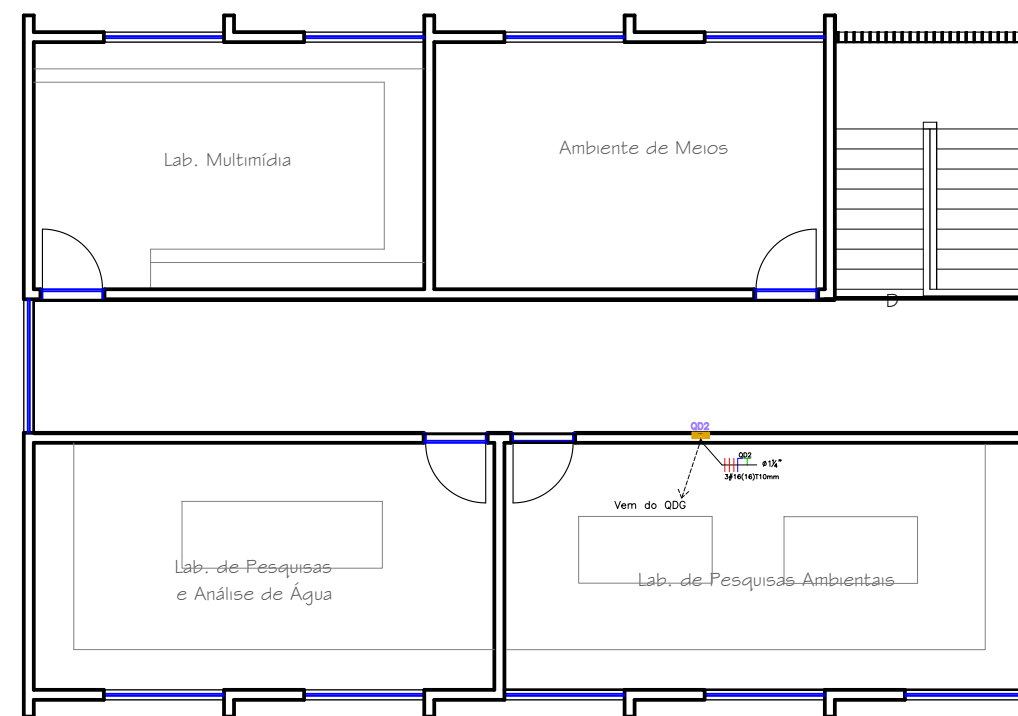 Lab. Multimídia
Ambiente de Meios
D
QD2
QD2
ø1¼"
3#16(16)T10mm
Vem do QDG
Lab. de Pesquisas
e Análise de Água
Lab. de Pesquisas Ambientais